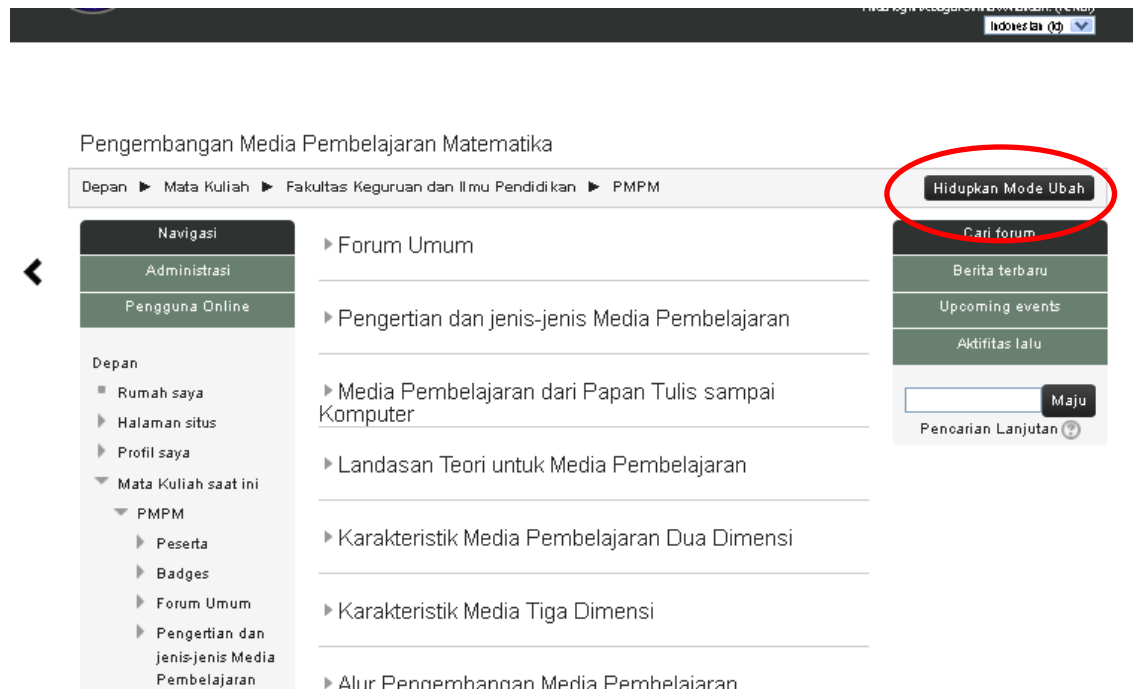 Indonesian (id)
Pengembangan Media Pembelajaran Matematika
Depan ► Mata Kuliah ► Fakultas Keguruan dan Ilmu Pendidikan ► PMPM
Hidupkan Mode Ubah
Navigasi
Administrasi
Pengguna Online
Depan
Rumah saya
Halaman situs
Profil saya
Mata Kuliah saat ini
PMPM
Peserta
Badges
Forum Umum
Pengertian dan
jenis-jenis Media
Pembelajaran
Forum Umum
Pengertian dan jenis-jenis Media Pembelajaran
Media Pembelajaran dari Papan Tulis sampai
Komputer
Landasan Teori untuk Media Pembelajaran
Karakteristik Media Pembelajaran Dua Dimensi
Karakteristik Media Tiga Dimensi
Alur Pengembangan Media Pembelajaran
Cari forum
Berita terbaru
Upcoming events
Aktifitas lalu
Maju
Pencarian Lanjutan